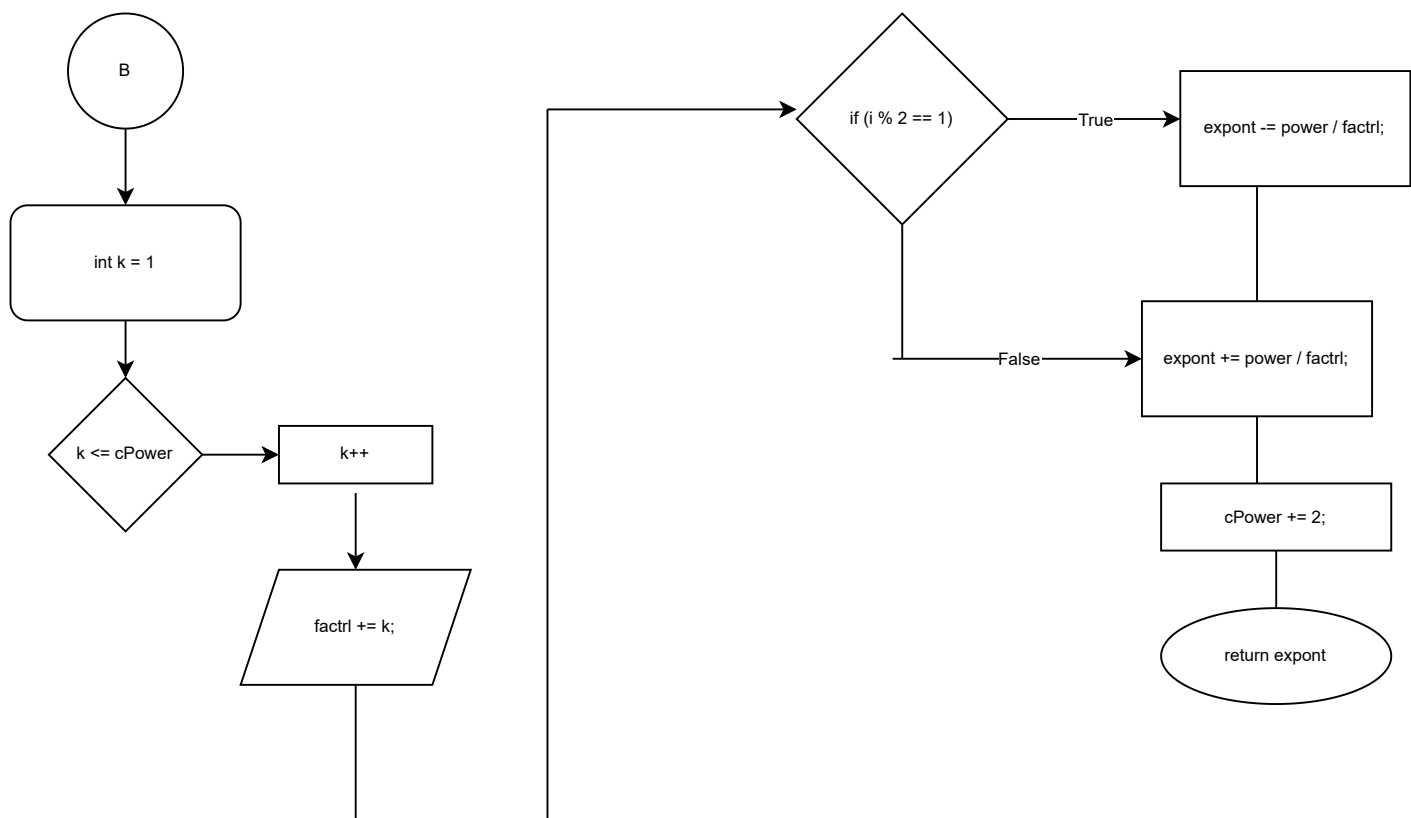 B
int k = 1
k <= cPower
k++
factrl += k;
if (i % 2 == 1)
True
expont -= power / factrl;
False
expont += power / factrl;
cPower += 2;
return expont